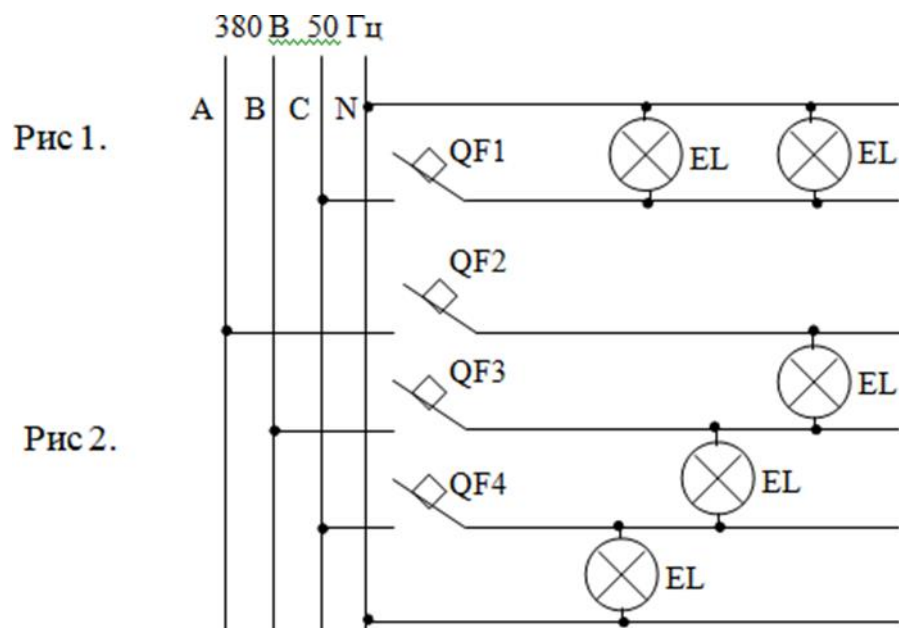 380 В 50 Гц
A B C N
Рис 1.
QF1
EL EL
QF2
QF3
EL
Рис 2.
QF4
EL
EL